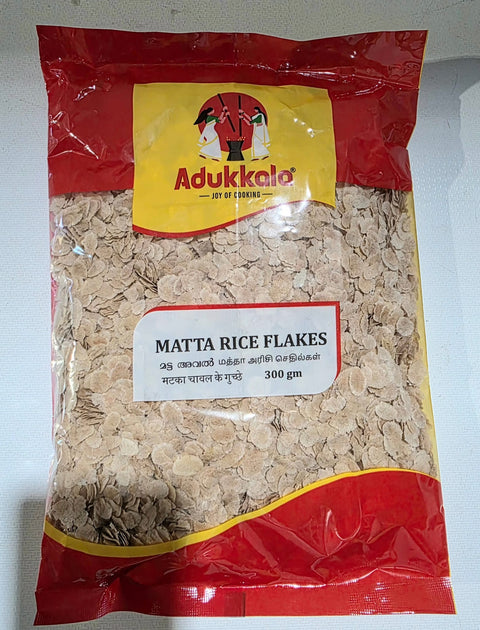 Adukkala®
JOY OF COOKING
MATTA RICE FLAKES
മട്ട അവൽ மத்தா அரிசி செதில்கள்
मटका चावल के गुच्छे 300 gm